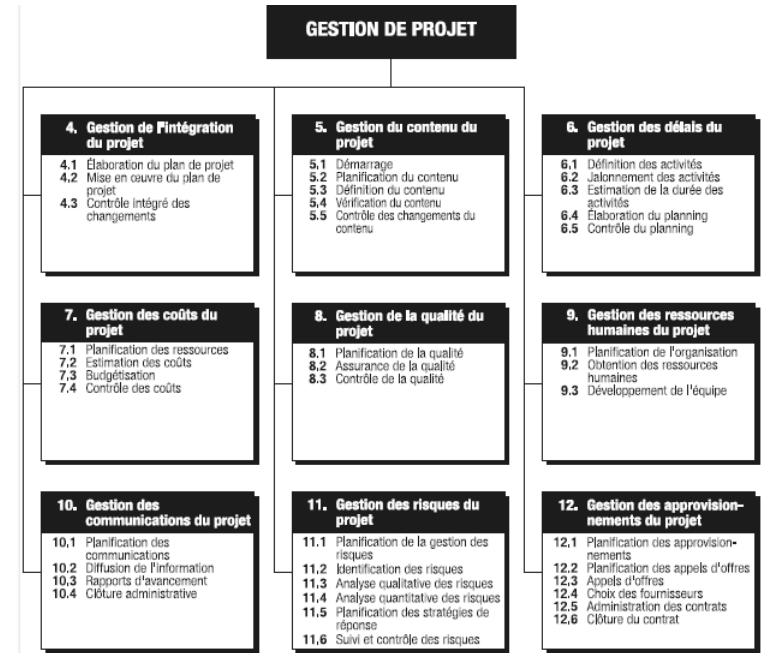 GESTION DE PROJET
4. Gestion de l'intégration
du projet
4.1 Élaboration du plan de projet
4.2 Mise en œuvre du plan de
projet
4.3 Contrôle intégré des
changements
5. Gestion du contenu du
projet
5.1 Démarrage
5.2 Planification du contenu
5.3 Définition du contenu
5.4 Vérification du contenu
5.5 Contrôle des changements du
contenu
6. Gestion des délais du
projet
6.1 Définition des activités
6.2 Jalonnement des activités
6.3 Estimation de la durée des
activités
6.4 Élaboration du planning
6.5 Contrôle du planning
7. Gestion des coûts du
projet
7.1 Planification des ressources
7.2 Estimation des coûts
7.3 Budgétisation
7.4 Contrôle des coûts
8. Gestion de la qualité du
projet
8.1 Planification de la qualité
8.2 Assurance de la qualité
8.3 Contrôle de la qualité
9. Gestion des ressources
humaines du projet
9.1 Planification de l'organisation
9.2 Obtention des ressources
humaines
9.3 Développement de l'équipe
10. Gestion des
communications du projet
10.1 Planification des
communications
10.2 Diffusion de l'information
10.3 Rapports d'avancement
10.4 Clôture administrative
11. Gestion des risques du
projet
11.1 Planification de la gestion des
risques
11.2 Identification des risques
11.3 Analyse qualitative des risques
11.4 Analyse quantitative des risques
11.5 Planification des stratégies de
réponse
11.6 Suivi et contrôle des risques
12. Gestion des approvision-
nements du projet
12.1 Planification des approvision-
nements
12.2 Planification des appels d'offres
12.3 Appels d'offres
12.4 Choix des fournisseurs
12.5 Administration des contrats
12.6 Clôture du contrat